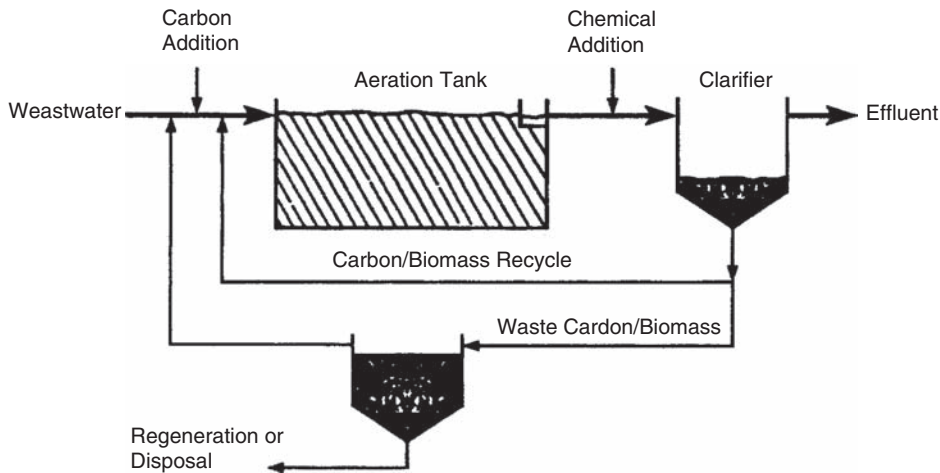 Carbon
Addition
Chemical
Addition
Aeration Tank
Clarifier
Weastwater
Effluent
Carbon/Biomass Recycle
Waste Cardon/Biomass
Regeneration or
Disposal